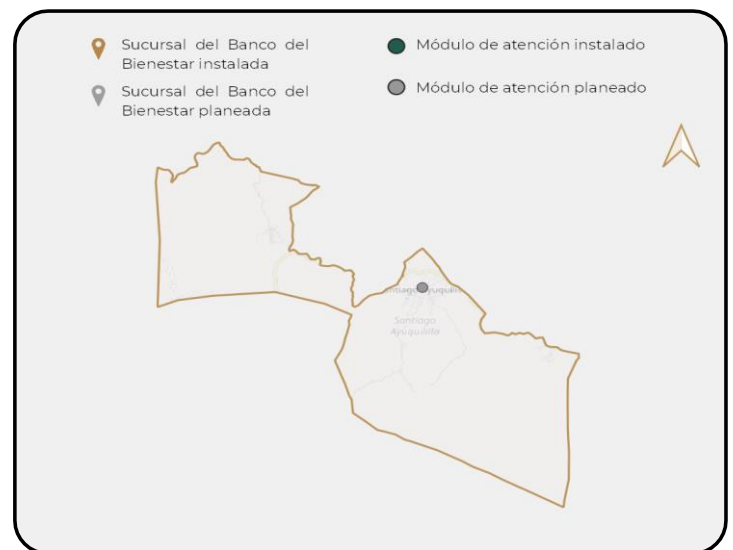 Sucursal del Banco del
Bienestar instalada
Sucursal del Banco del
Bienestar planeada
Módulo de atención instalado
Módulo de atención planeado
Santiago
Ayuquililla